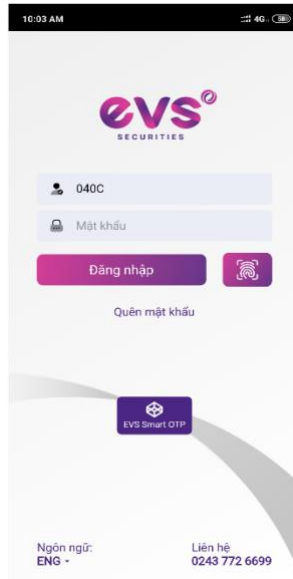 10:03 AM
4G
evs
SECURITIES
040C
Mật khẩu
Đăng nhập
Quên mật khẩu
EVS Smart OTP
Ngôn ngữ:
ENG
Liên hệ
0243 772 6699